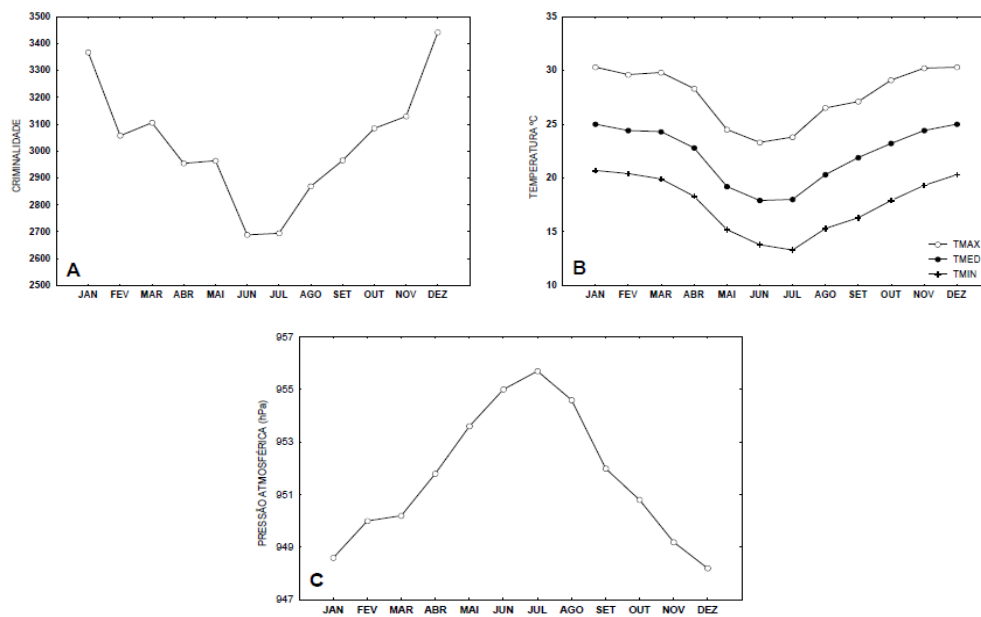 3500
3400
3300
3200
3100
3000
2900
2800
2700
2600
2500
CRIMINALIDADE
A
JAN FEV MAR ABR MAI JUN JUL AGO SET OUT NOV DEZ
35
30
25
20
15
10
TEMPERATURA ºC
TMAX
TMED
TMIN
B
JAN FEV MAR ABR MAI JUN JUL AGO SET OUT NOV DEZ
957
955
953
951
949
947
PRESSÃO ATMOSFÉRICA (hPa)
C
JAN FEV MAR ABR MAI JUN JUL AGO SET OUT NOV DEZ